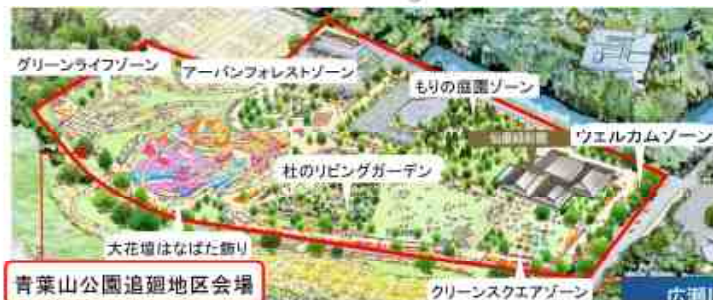 グリーンライフゾーン
アーバンフォレストゾーン
もりの庭園ゾーン
ウェルカムゾーン
杜のリビングガーデン
大花壇はなばた飾り
青葉山公園追廻地区会場
グリーンスクエアゾーン